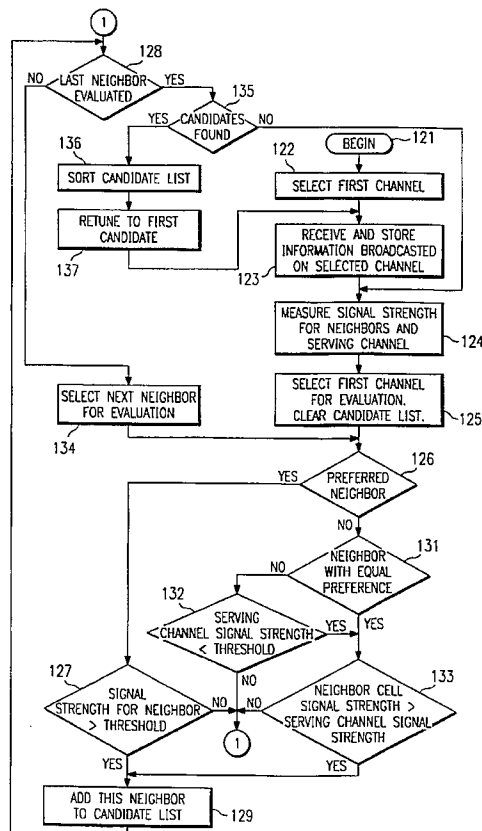 1
128
LAST NEIGHBOR
EVALUATED
NO
YES
135
CANDIDATES
FOUND
YES
NO
BEGIN
121
136
SORT CANDIDATE LIST
122
SELECT FIRST CHANNEL
RETUNE TO FIRST
CANDIDATE
137
RECEIVE AND STORE
INFORMATION BROADCASTED
ON SELECTED CHANNEL
123
MEASURE SIGNAL STRENGTH
FOR NEIGHBORS AND
SERVING CHANNEL
124
SELECT NEXT NEIGHBOR
FOR EVALUATION
134
SELECT FIRST CHANNEL
FOR EVALUATION.
CLEAR CANDIDATE LIST.
125
126
YES
PREFERRED
NEIGHBOR
NO
131
NO
NEIGHBOR
WITH EQUAL
PREFERENCE
132
SERVING
CHANNEL SIGNAL STRENGTH
< THRESHOLD
YES
YES
NO
127
SIGNAL
STRENGTH FOR NEIGHBOR
> THRESHOLD
NO
NO
133
NEIGHBOR CELL
SIGNAL STRENGTH >
SERVING CHANNEL SIGNAL
STRENGTH
1
YES
YES
ADD THIS NEIGHBOR
TO CANDIDATE LIST
129